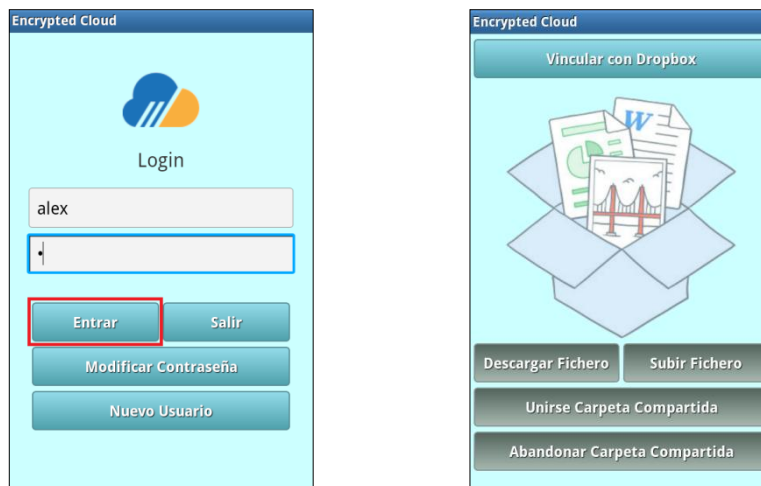 Encrypted Cloud
Login
alex
•
Entrar
Salir
Modificar Contraseña
Nuevo Usuario
Encrypted Cloud
Vincular con Dropbox
W
Descargar Fichero
Subir Fichero
Unirse Carpeta Compartida
Abandonar Carpeta Compartida